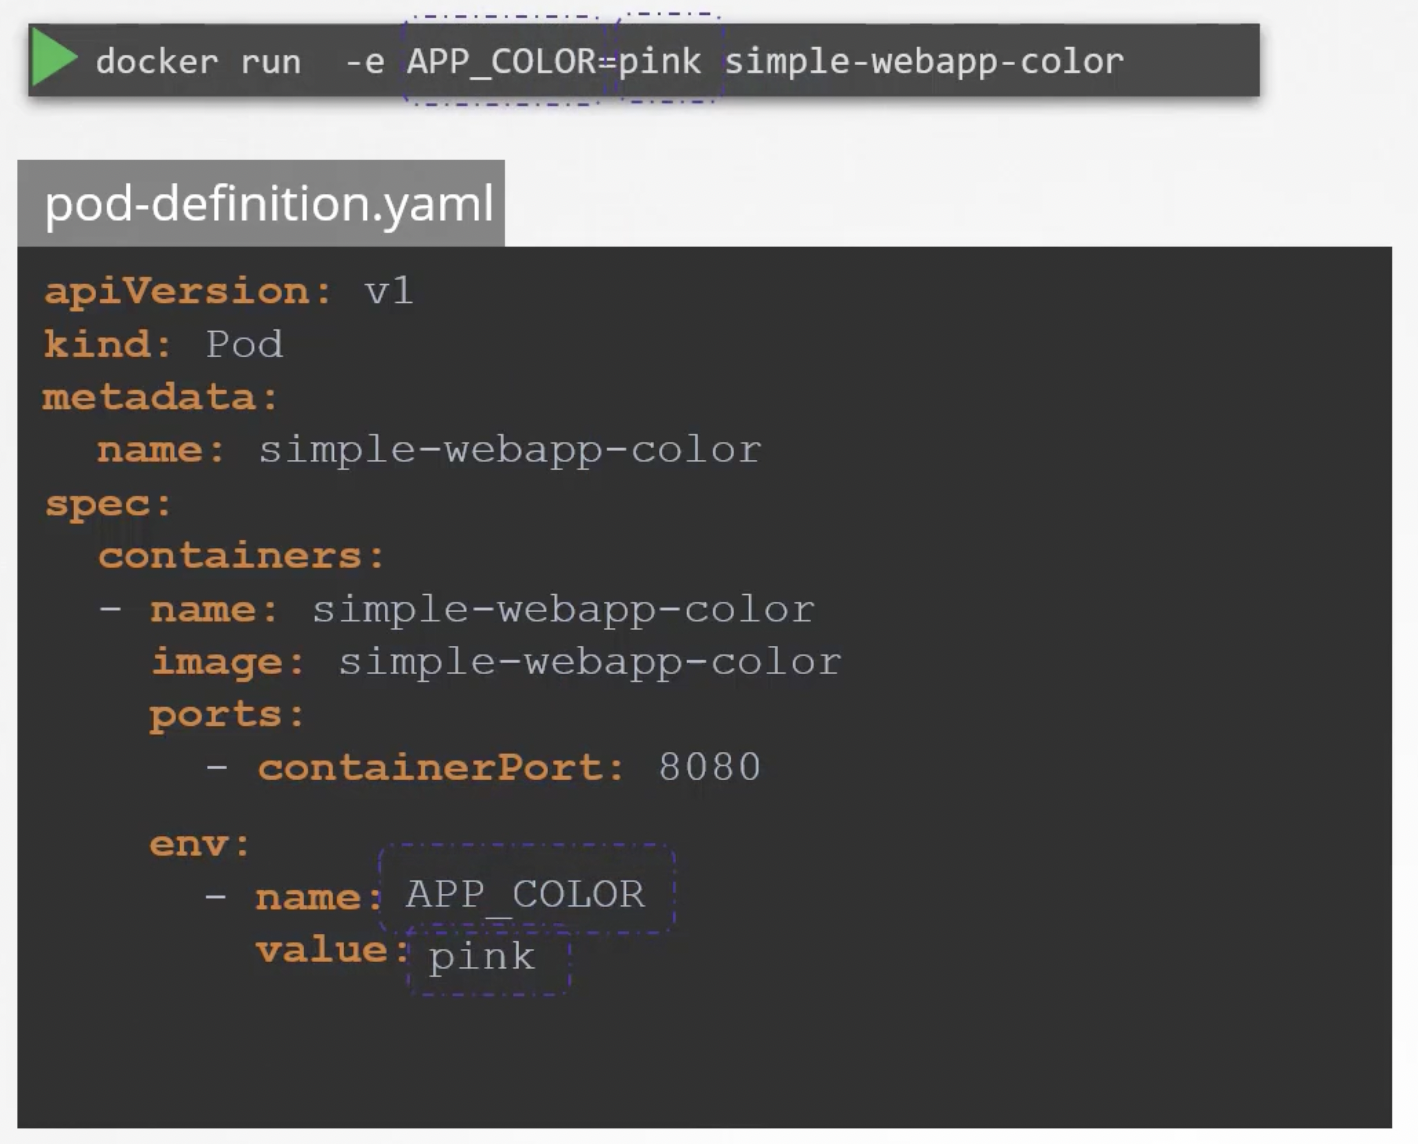 docker run -e APP_COLOR=pink simple-webapp-color
pod-definition.yaml
apiVersion: v1
kind: Pod
metadata:
  name: simple-webapp-color
spec:
  containers:
  - name: simple-webapp-color
    image: simple-webapp-color
    ports:
      - containerPort: 8080
    env:
      - name: APP_COLOR
        value: pink